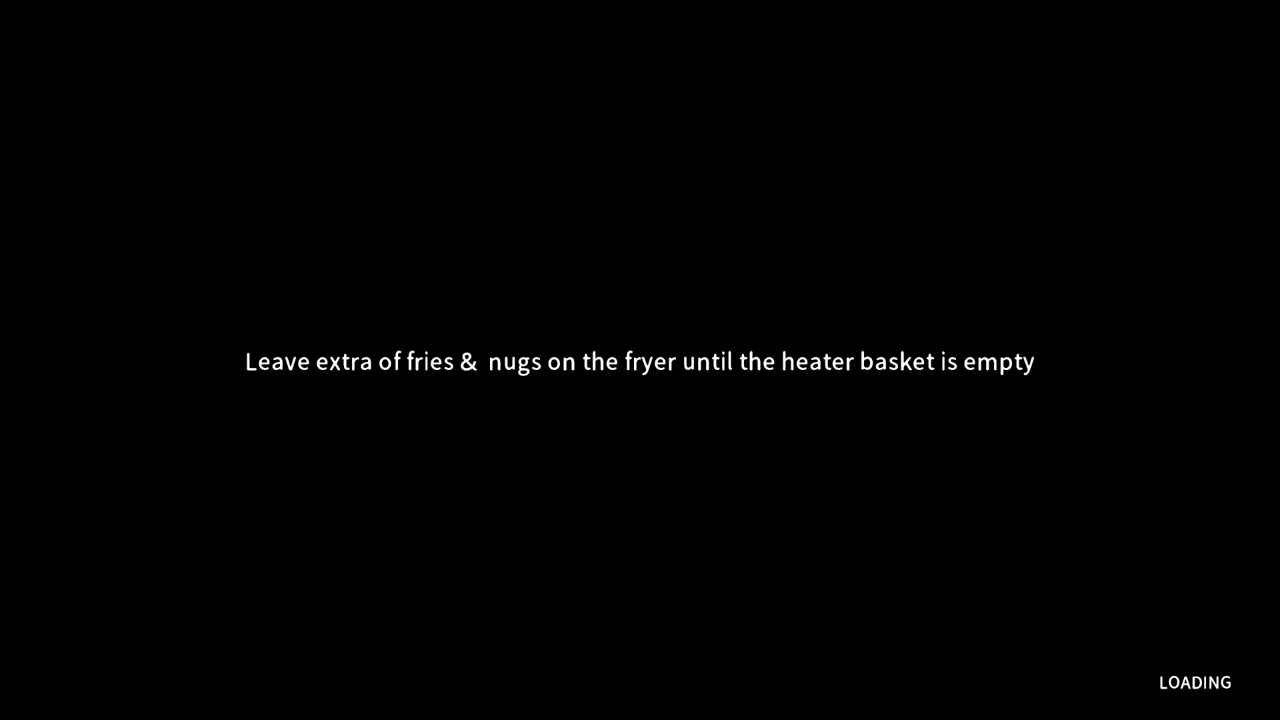 Leave extra of fries &  nugs on the fryer until the heater basket is empty
LOADING